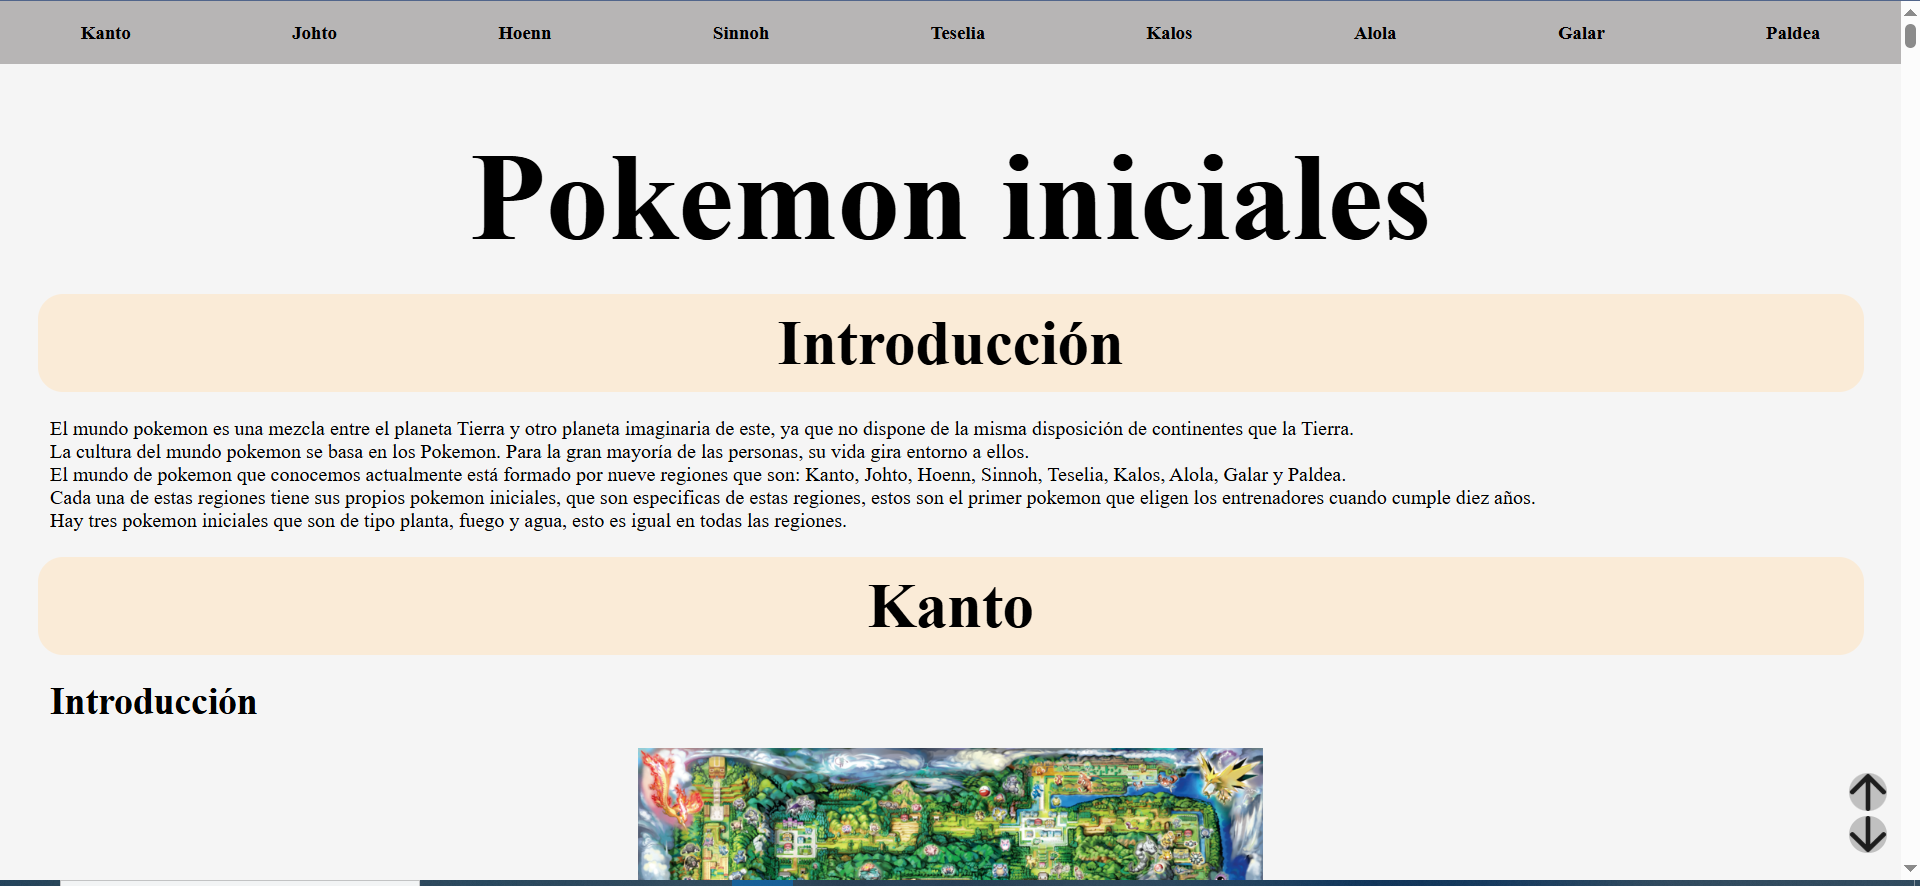 Kanto Johto Hoenn Sinnoh Teselia Kalos Alola Galar Paldea
Pokemon iniciales
Introducción
El mundo pokemon es una mezcla entre el planeta Tierra y otro planeta imaginaria de este, ya que no dispone de la misma disposición de continentes que la Tierra.
La cultura del mundo pokemon se basa en los Pokemon. Para la gran mayoría de las personas, su vida gira entorno a ellos.
El mundo de pokemon que conocemos actualmente está formado por nueve regiones que son: Kanto, Johto, Hoenn, Sinnoh, Teselia, Kalos, Alola, Galar y Paldea.
Cada una de estas regiones tiene sus propios pokemon iniciales, que son especificas de estas regiones, estos son el primer pokemon que eligen los entrenadores cuando cumple diez años.
Hay tres pokemon iniciales que son de tipo planta, fuego y agua, esto es igual en todas las regiones.
Kanto
Introducción